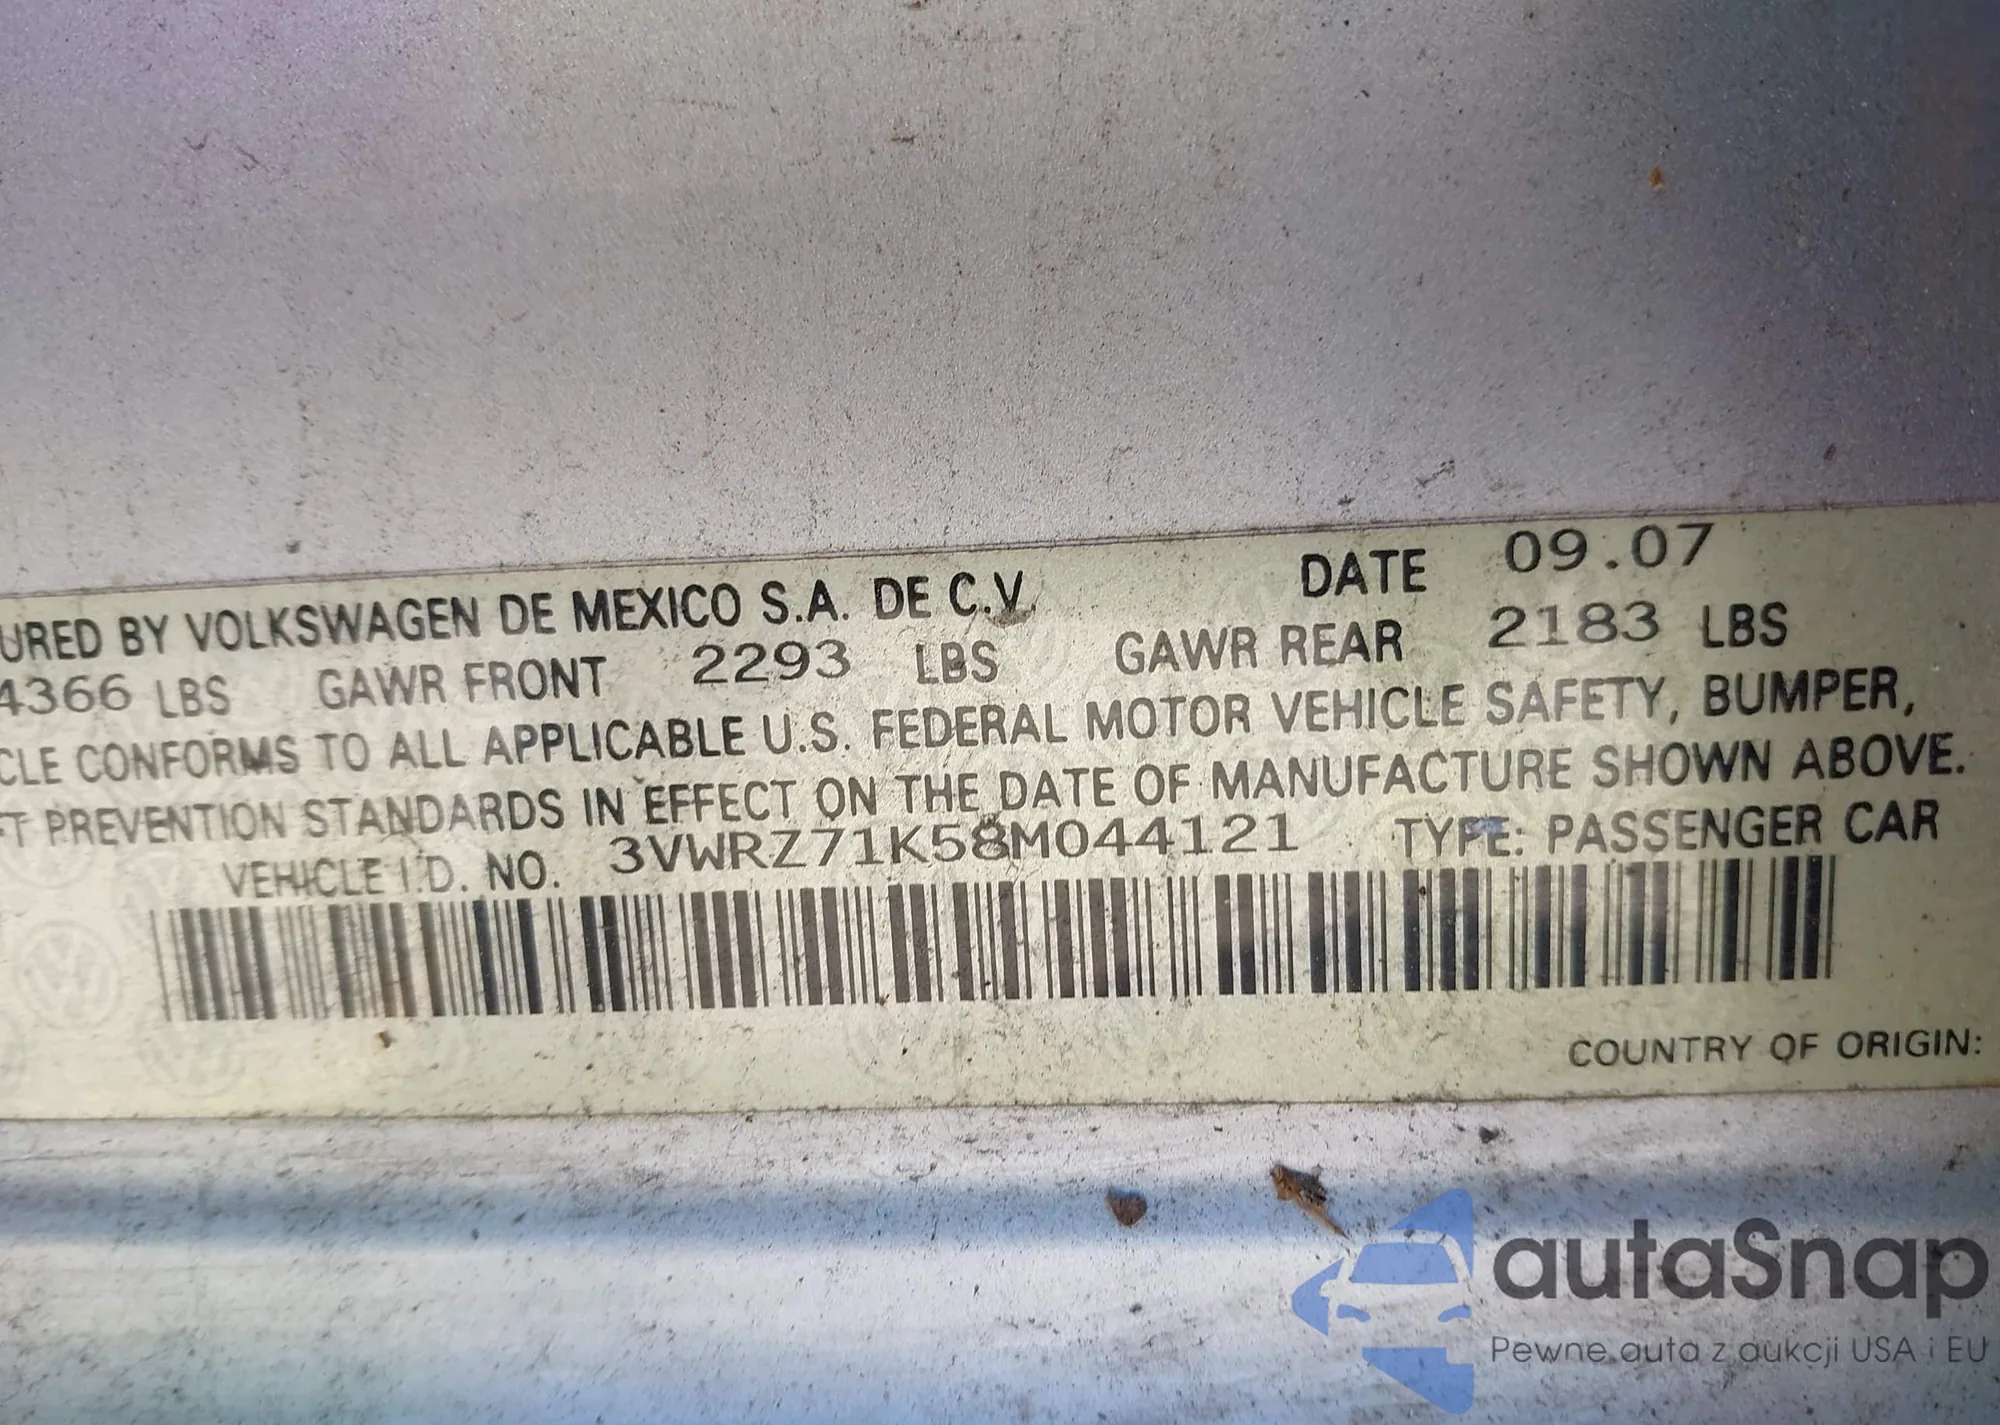 URED BY VOLKSWAGEN DE MEXICO S.A. DE C.V. DATE 09.07
4366 LBS GAWR FRONT 2293 LBS GAWR REAR 2183 LBS
CLE CONFORMS TO ALL APPLICABLE U.S. FEDERAL MOTOR VEHICLE SAFETY, BUMPER,
FT PREVENTION STANDARDS IN EFFECT ON THE DATE OF MANUFACTURE SHOWN ABOVE.
VEHICLE I.D. NO. 3VWRZ71K58M044121 TYPE: PASSENGER CAR
COUNTRY OF ORIGIN:
autaSnap
Pewne auta z aukcji USA i EU